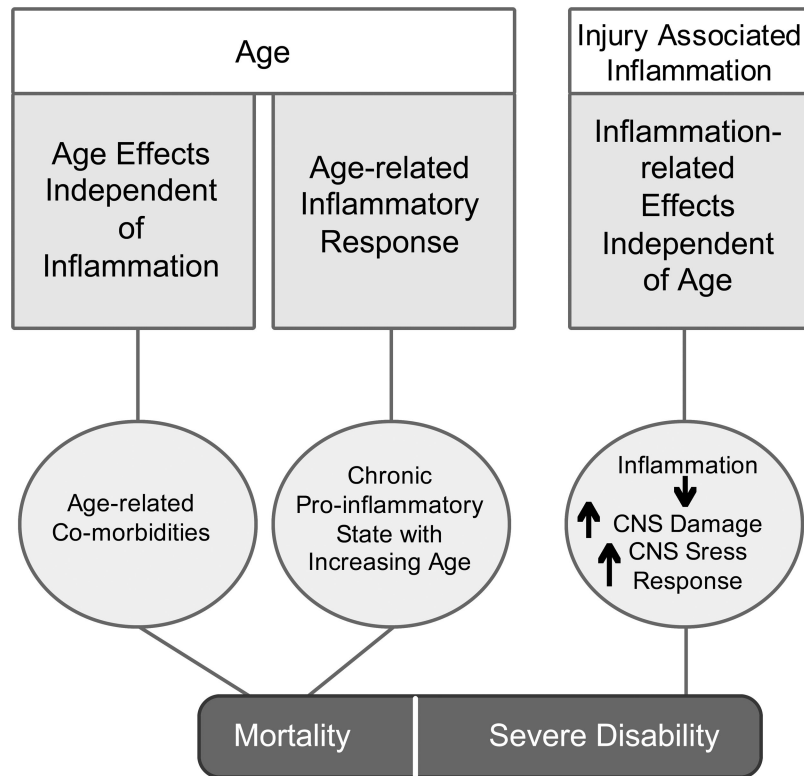 Age
Injury Associated
Inflammation
Age Effects
Independent
of
Inflammation
Age-related
Inflammatory
Response
Inflammation-
related
Effects
Independent
of Age
Age-related
Co-morbidities
Chronic
Pro-inflammatory
State with
Increasing Age
Inflammation
CNS Damage
CNS Sress
Response
Mortality
Severe Disability